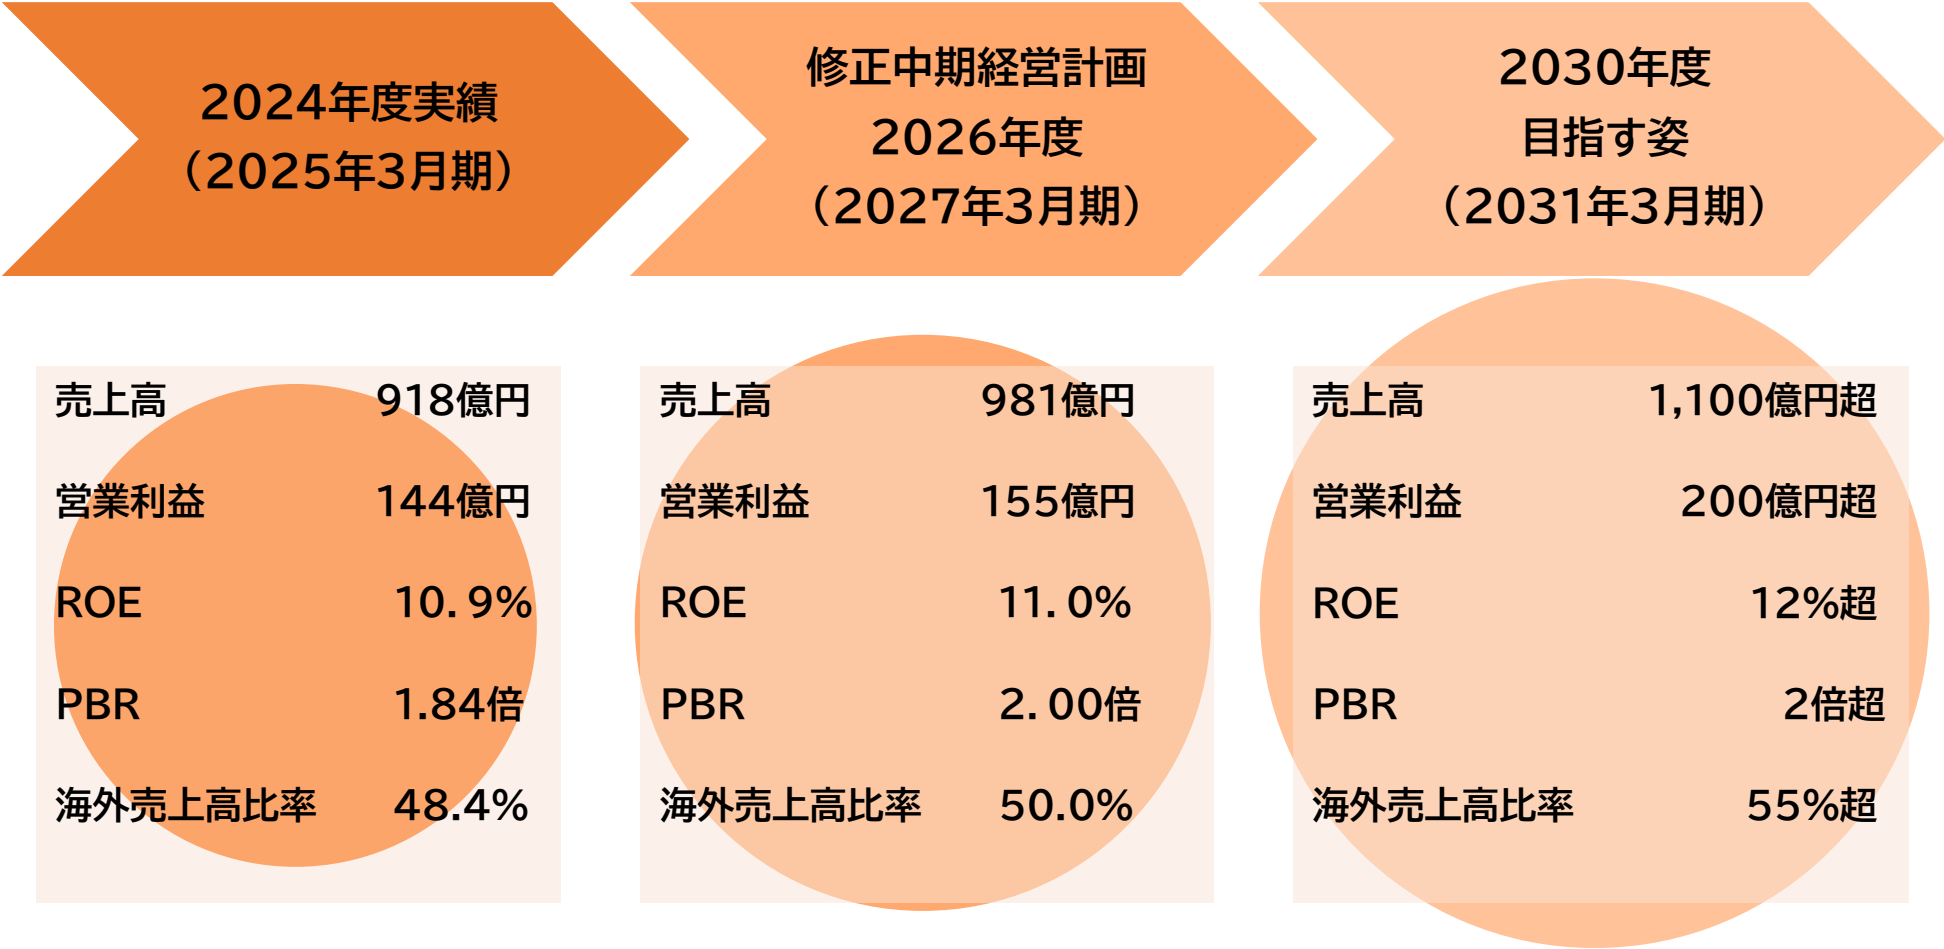 2024年度実績
（2025年3月期）
修正中期経営計画
2026年度
（2027年3月期）
2030年度
目指す姿
（2031年3月期）
売上高 918億円
営業利益 144億円
ROE 10．9%
PBR 1.84倍
海外売上高比率 48.4%
売上高 981億円
営業利益 155億円
ROE 11．0%
PBR 2．00倍
海外売上高比率 50.0%
売上高 1,100億円超
営業利益 200億円超
ROE 12%超
PBR 2倍超
海外売上高比率 55%超